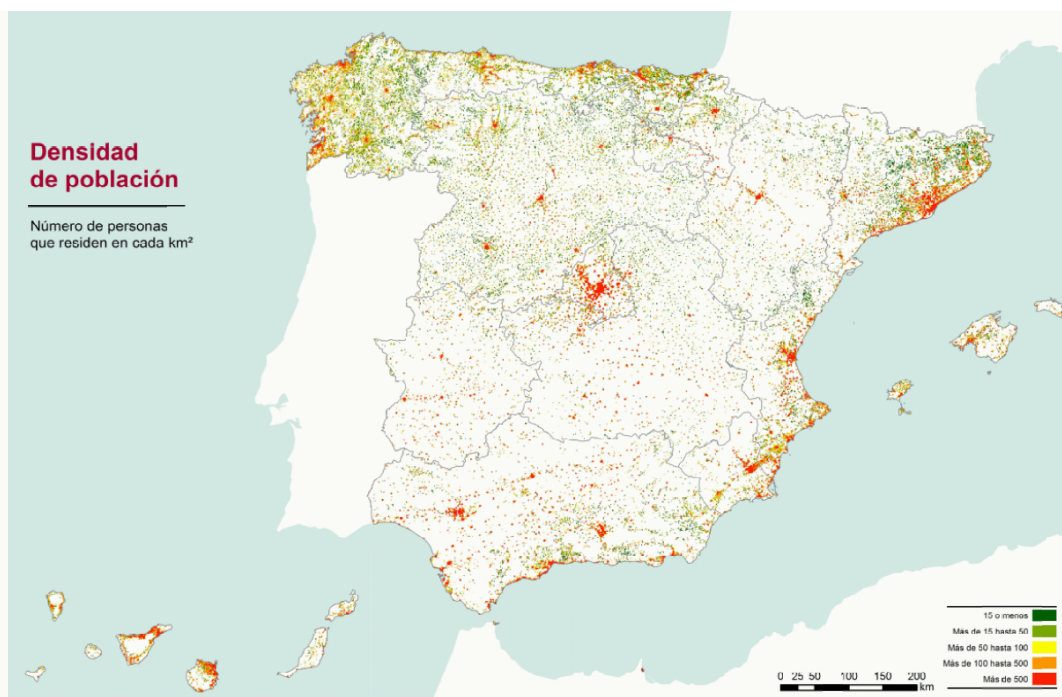 Densidad
de población
Número de personas
que residen en cada km²
15 o menos
Más de 15 hasta 50
Más de 50 hasta 100
Más de 100 hasta 500
Más de 500
0 25 50 100 150 200
km